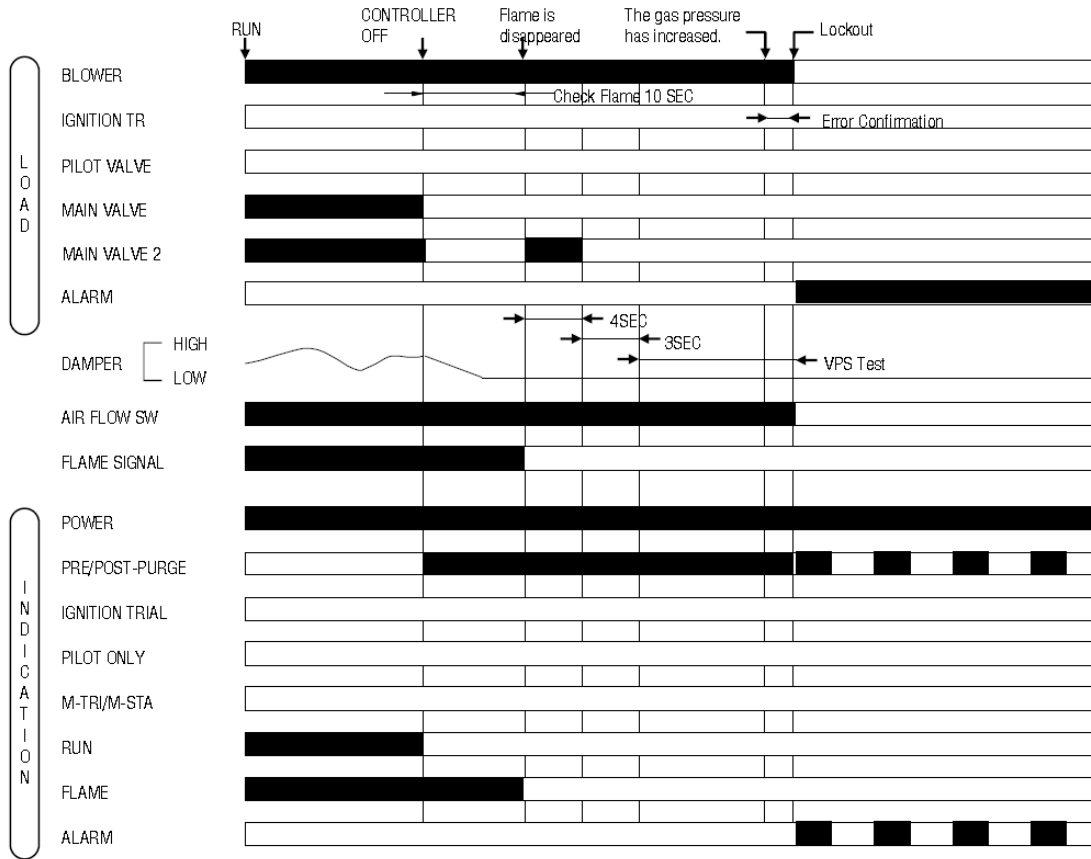 RUN
CONTROLLER
OFF
Flame is
disappeared
The gas pressure
has increased.
Lockout
LOAD
BLOWER
Check Flame 10 SEC
IGNITION TR
Error Confirmation
PILOT VALVE
MAIN VALVE
MAIN VALVE 2
ALARM
4SEC
3SEC
DAMPER
HIGH
LOW
VPS Test
AIR FLOW SW
FLAME SIGNAL
INDICATION
POWER
PRE/POST-PURGE
IGNITION TRIAL
PILOT ONLY
M-TRI/M-STA
RUN
FLAME
ALARM